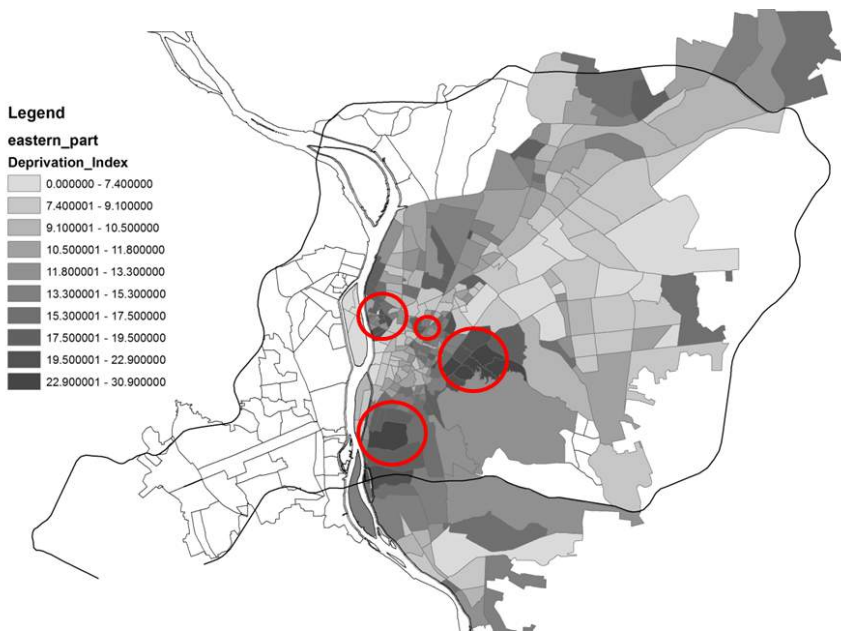 Legend
eastern_part
Deprivation_Index
0.000000 - 7.400000
7.400001 - 9.100000
9.100001 - 10.500000
10.500001 - 11.800000
11.800001 - 13.300000
13.300001 - 15.300000
15.300001 - 17.500000
17.500001 - 19.500000
19.500001 - 22.900000
22.900001 - 30.900000